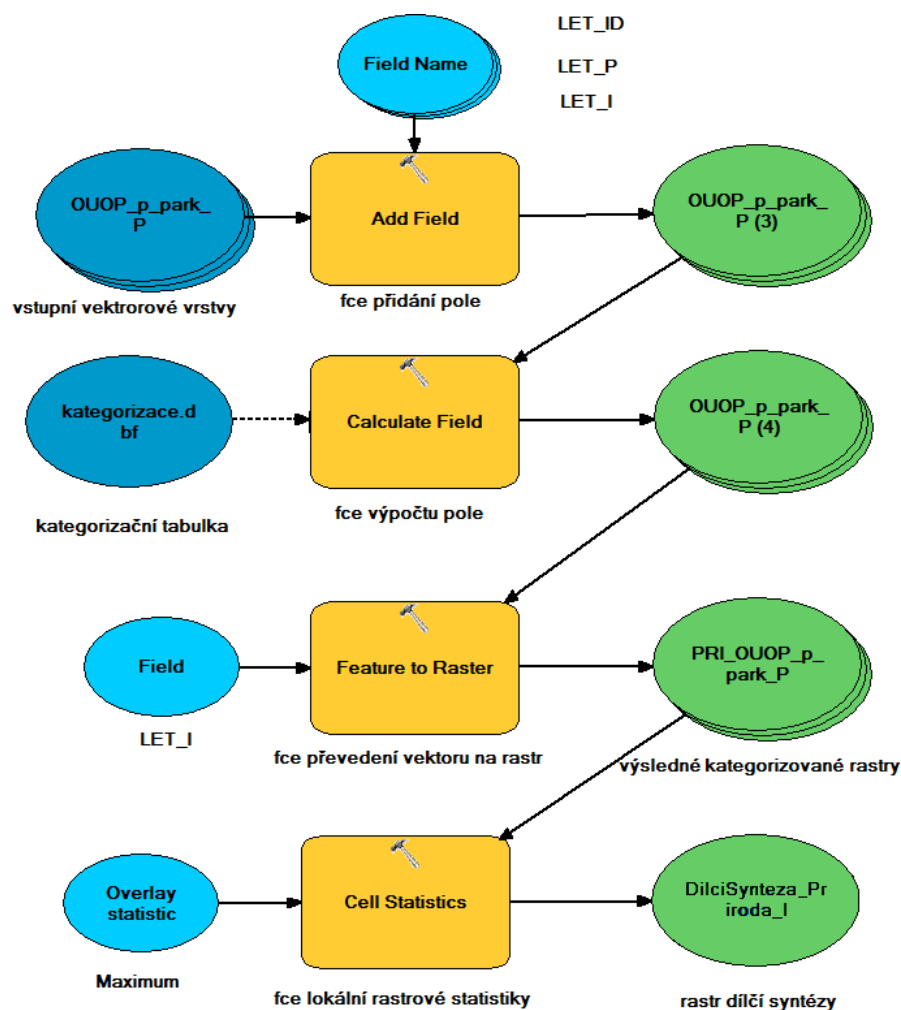 LET_ID
Field Name
LET_P
LET_I
OUOP_p_park_
P
Add Field
OUOP_p_park_
P (3)
vstupní vektrorové vrstvy
fce přidání pole
kategorizace.d
bf
Calculate Field
OUOP_p_park_
P (4)
kategorizační tabulka
fce výpočtu pole
Field
Feature to Raster
PRI_OUOP_p_
park_P
LET_I
fce převedení vektoru na rastr
výsledné kategorizované rastry
Overlay
statistic
Cell Statistics
DilciSynteza_Pr
iroda_I
Maximum
fce lokální rastrové statistiky
rastr dílčí syntézy